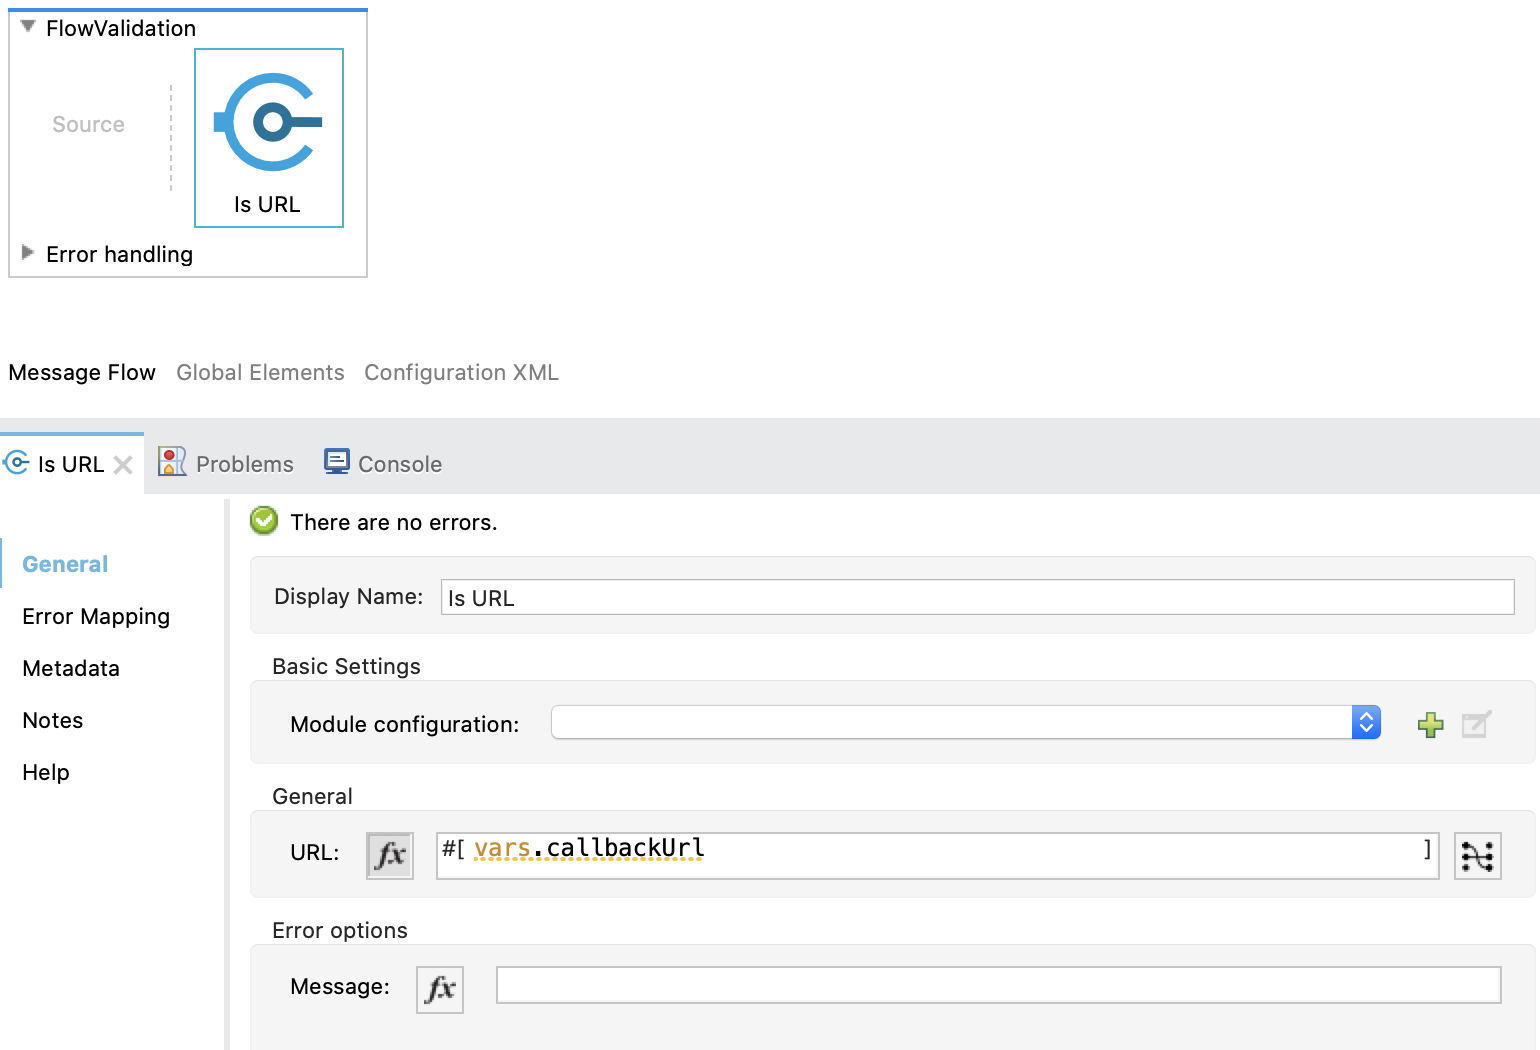 FlowValidation
Source
Is URL
Error handling
Message Flow Global Elements Configuration XML
Is URL Problems Console
There are no errors.
General
Display Name: Is URL
Error Mapping
Basic Settings
Metadata
Module configuration:
Notes
Help
General
URL: fx #[ vars.callbackUrl ]
Error options
Message: fx